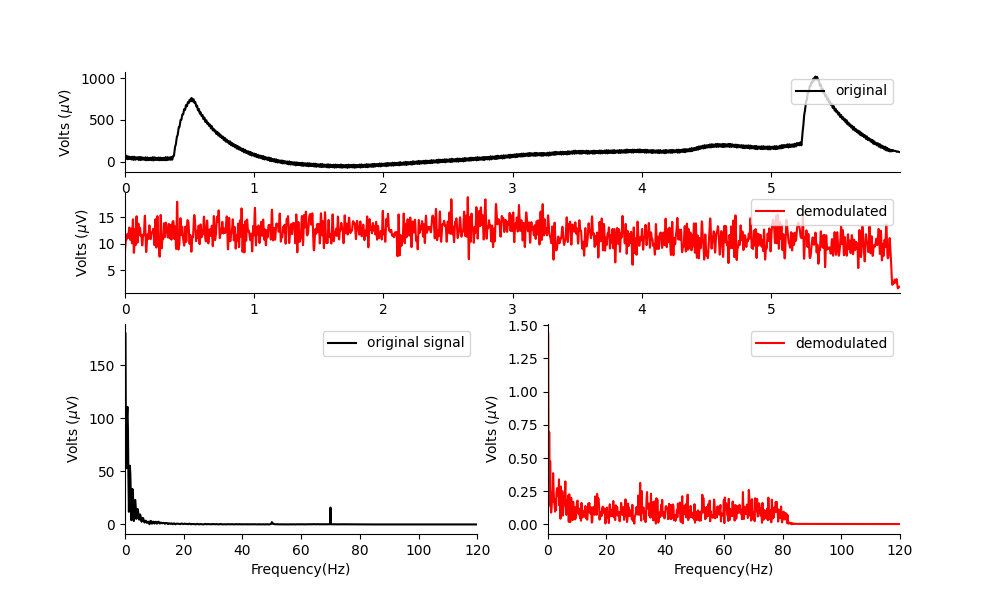 1000
500
0
Volts (μV)
original
0 1 2 3 4 5
15
10
5
Volts (μV)
demodulated
0 1 2 3 4 5
150
100
50
0
Volts (μV)
original signal
0 20 40 60 80 100 120
Frequency(Hz)
1.50
1.25
1.00
0.75
0.50
0.25
0.00
Volts (μV)
demodulated
0 20 40 60 80 100 120
Frequency(Hz)